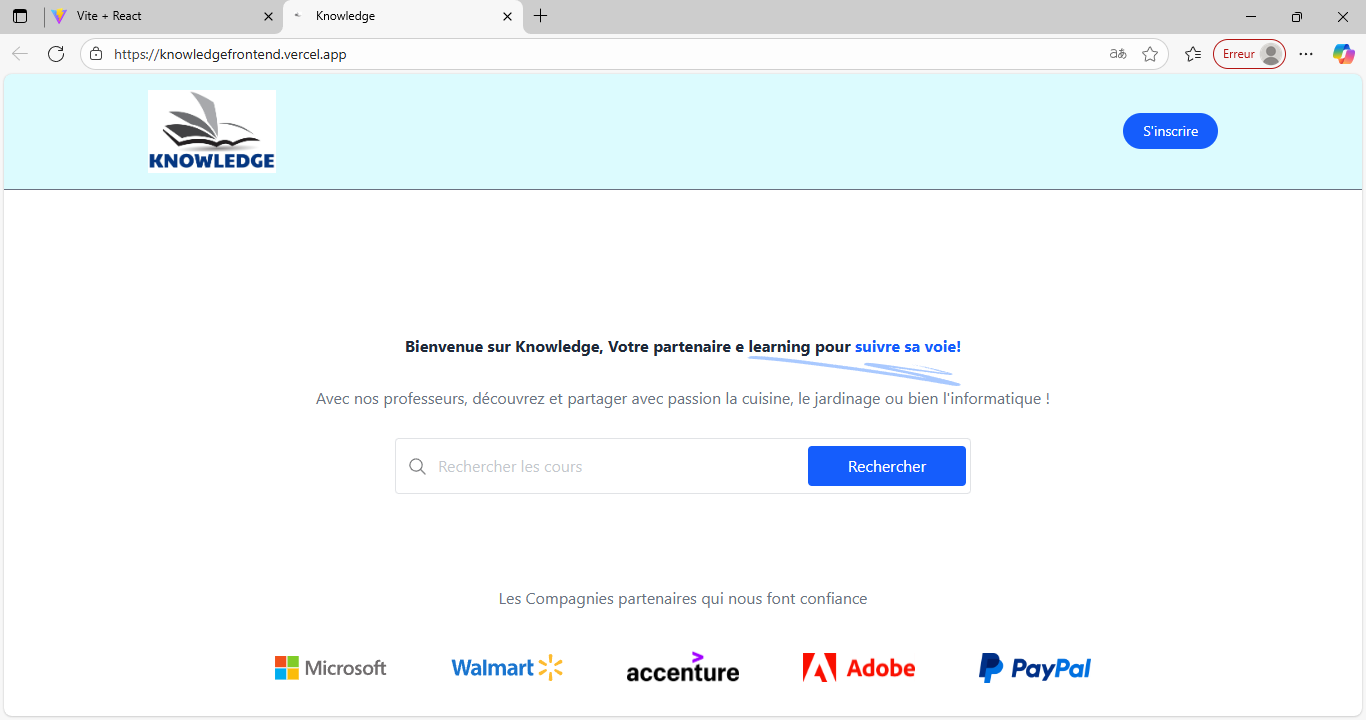 Vite + React
Knowledge
https://knowledgefrontend.vercel.app
Erreur
KNOWLEDGE
S'inscrire
Bienvenue sur Knowledge, Votre partenaire e learning pour suivre sa voie!
Avec nos professeurs, découvrez et partager avec passion la cuisine, le jardinage ou bien l'informatique !
Rechercher les cours
Rechercher
Les Compagnies partenaires qui nous font confiance
Microsoft
Walmart
accenture
Adobe
PayPal